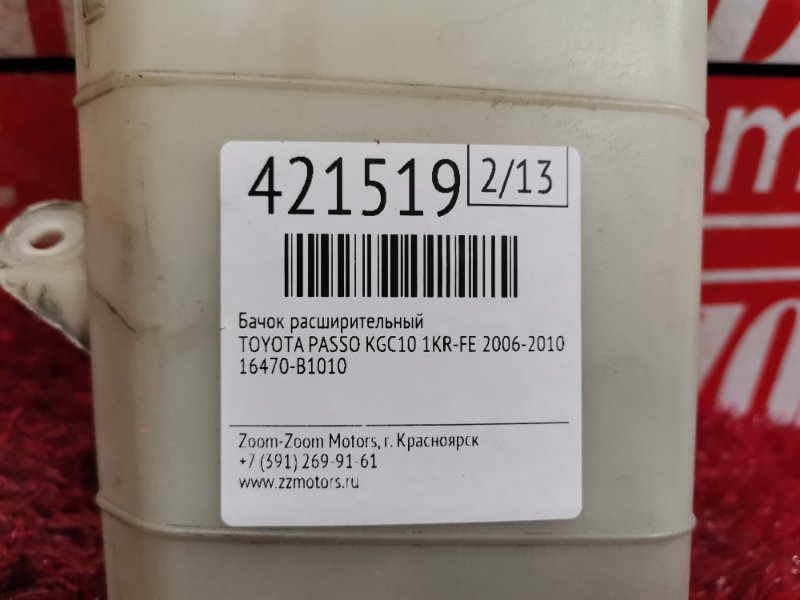 421519
2/13
Бачок расширительный
TOYOTA PASSO KGC10 1KR-FE 2006-2010
16470-B1010
Zoom-Zoom Motors, г. Красноярск
+7 (391) 269-91-61
www.zzmotors.ru